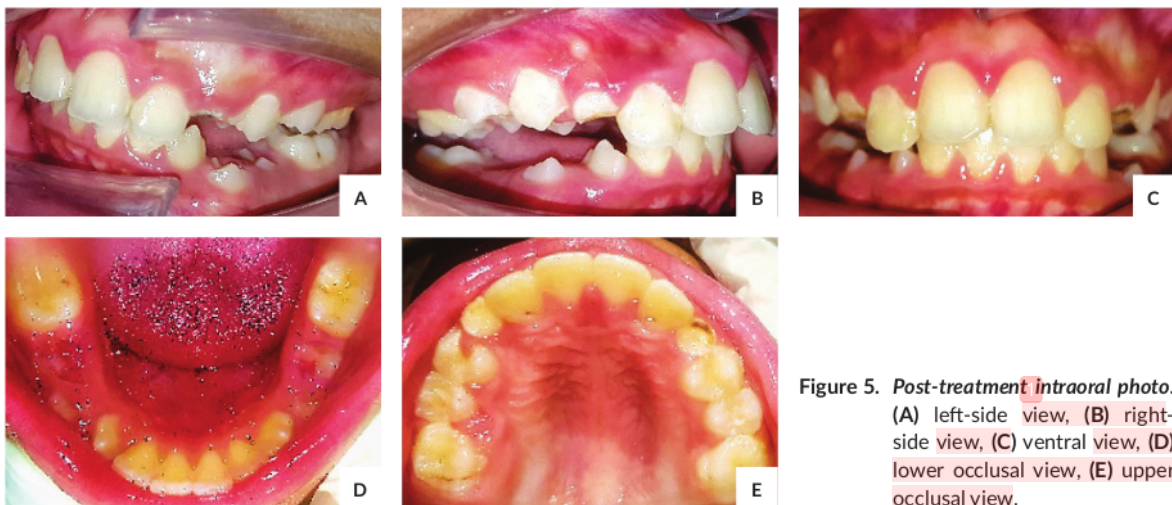 A
B
C
D
E
Figure 5. Post-treatment intraoral photo.
(A) left-side view, (B) right-
side view, (C) ventral view, (D)
lower occlusal view, (E) upper
occlusal view.